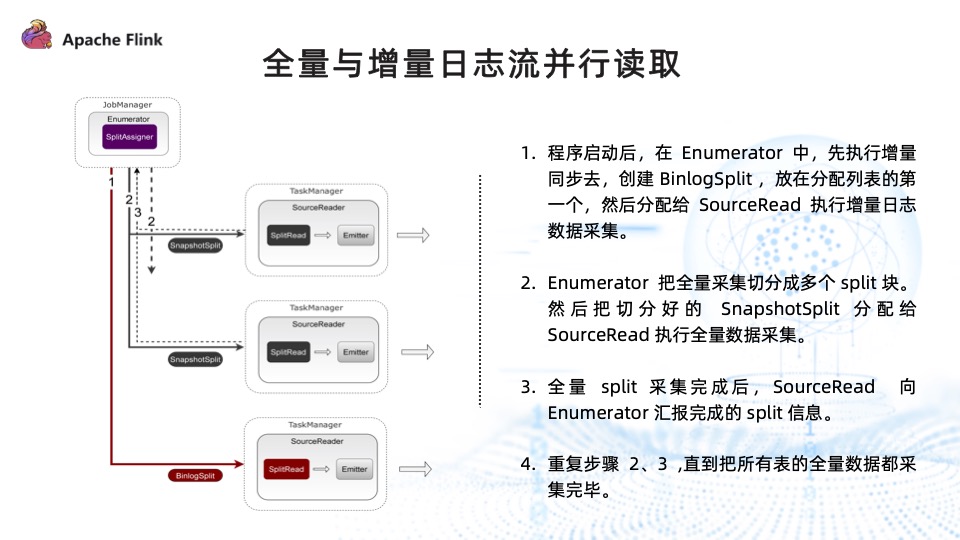 Apache Flink
全量与增量日志流并行读取
JobManager
Enumerator
SplitAssigner
1
2
3
2
TaskManager
SourceReader
SplitRead
Emitter
SnapshotSplit
TaskManager
SourceReader
SplitRead
Emitter
SnapshotSplit
TaskManager
SourceReader
SplitRead
Emitter
BinlogSplit
1. 程序启动后，在 Enumerator 中，先执行增量
同步去，创建 BinlogSplit ，放在分配列表的第
一个，然后分配给 SourceRead 执行增量日志
数据采集。
2. Enumerator 把全量采集切分成多个 split 块。
然后把切分好的 SnapshotSplit 分配给
SourceRead 执行全量数据采集。
3. 全量 split 采集完成后，SourceRead 向
Enumerator 汇报完成的 split 信息。
4. 重复步骤 2、3 ,直到把所有表的全量数据都采
集完毕。